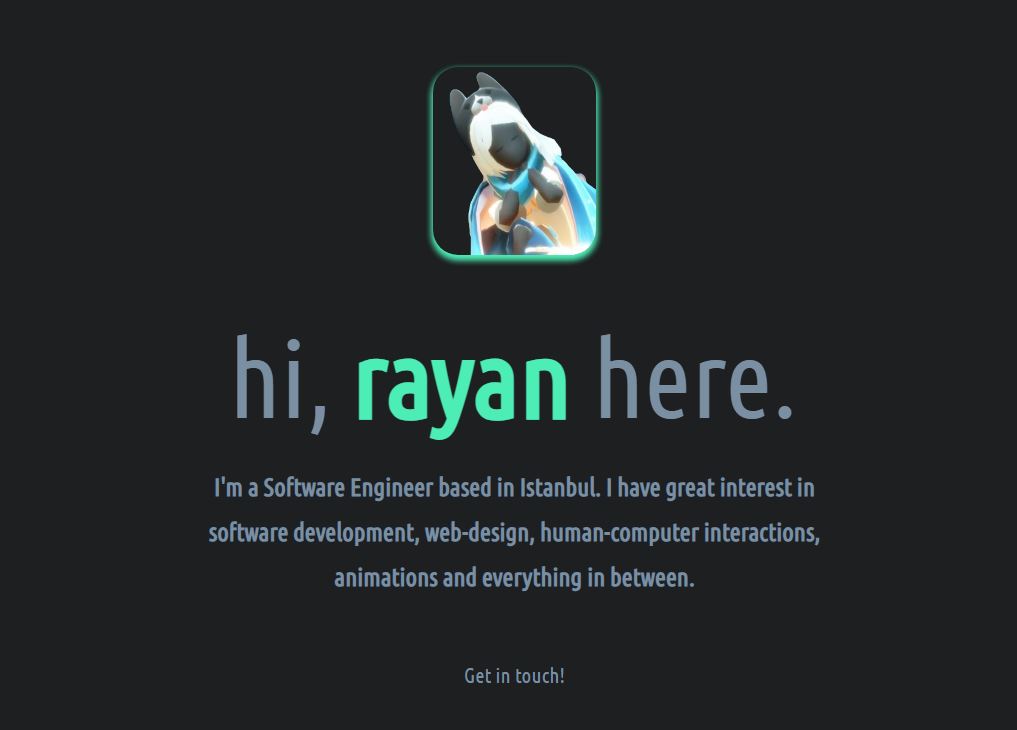 hi, rayan here.
I'm a Software Engineer based in Istanbul. I have great interest in
software development, web-design, human-computer interactions,
animations and everything in between.
Get in touch!